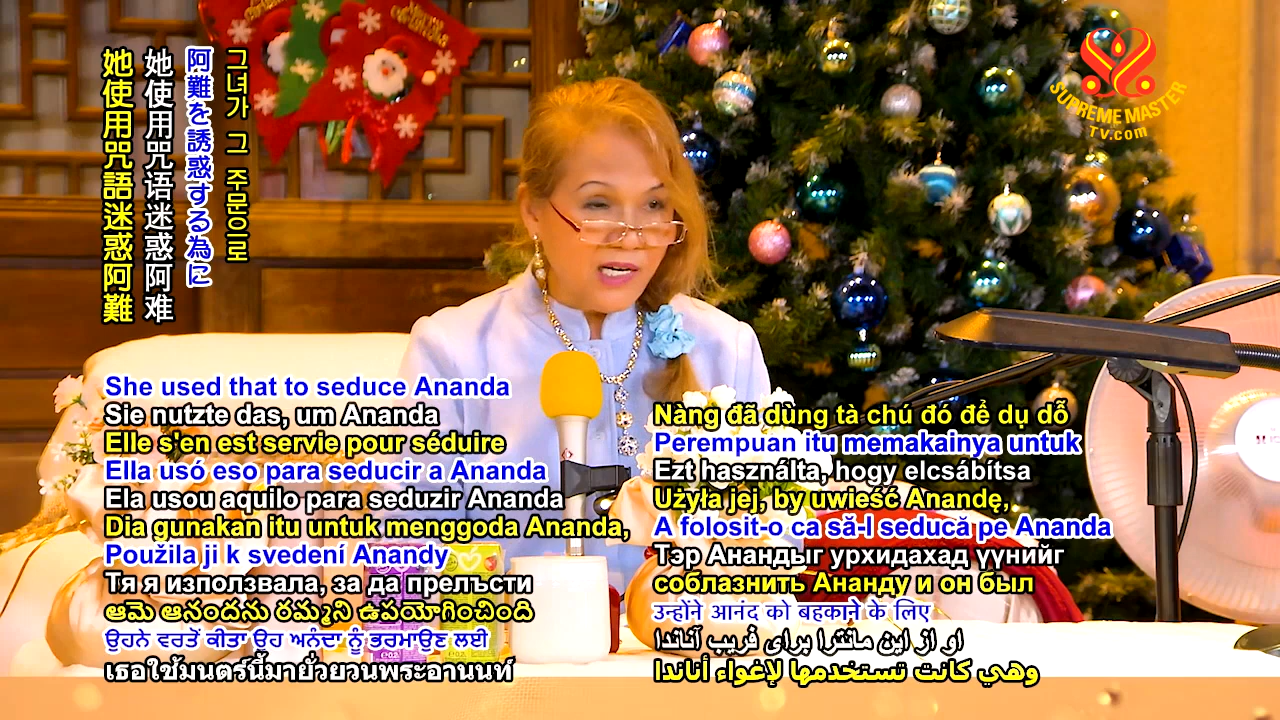 그녀가 그 주문으로
阿難を誘惑する為に
她使用咒语迷惑阿难
她使用咒語迷惑阿難
SUPREME MASTER
TV.com
She used that to seduce Ananda
Sie nutzte das, um Ananda
Elle s'en est servie pour séduire
Ella usó eso para seducir a Ananda
Ela usou aquilo para seduzir Ananda
Dia gunakan itu untuk menggoda Ananda,
Použila ji k svedení Anandy
Тя я използвала, за да прелъсти
ఆమె ఆనందను రమ్మని ఉపయోగించింది
ਉਹਨੇ ਵਰਤੋਂ ਕੀਤਾ ਉਹ ਅਨੰਦਾ ਨੂੰ ਭਰਮਾਉਣ ਲਈ
เธอใช้มนตร์นี้มายั่วยวนพระอานนท์
Nàng đã dùng tà chú đó để dụ dỗ
Perempuan itu memakainya untuk
Ezt használta, hogy elcsábítsa
Użyła jej, by uwieść Anandę,
A folosit-o ca să-l seducă pe Ananda
Тэр Анандыг урхидахад үүнийг
соблазнить Ананду и он был
उन्होंने आनंद को बहकाने के लिए
او از این مانترا برای فریب آناندا
وهي كانت تستخدمها لإغواء أناندا